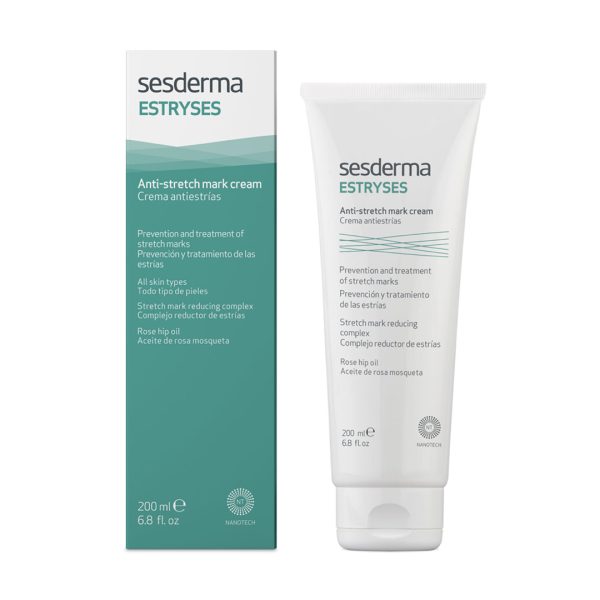 sesderma
ESTRYSES
Anti-stretch mark cream
Crema antiestrías
Prevention and treatment of
stretch marks
Prevención y tratamiento de las
estrías
All skin types
Todo tipo de pieles
Stretch mark reducing complex
Complejo reductor de estrías
Rose hip oil
Aceite de rosa mosqueta
200 ml ℮
6.8 fl. oz
NT
NANOTECH
sesderma
ESTRYSES
Anti-stretch mark cream
Crema antiestrías
Prevention and treatment
of stretch marks
Prevención y tratamiento
de las estrías
Stretch mark reducing
complex
Complejo reductor de estrías
Rose hip oil
Aceite de rosa mosqueta
200 ml ℮
6.8 fl. oz
NT
NANOTECH